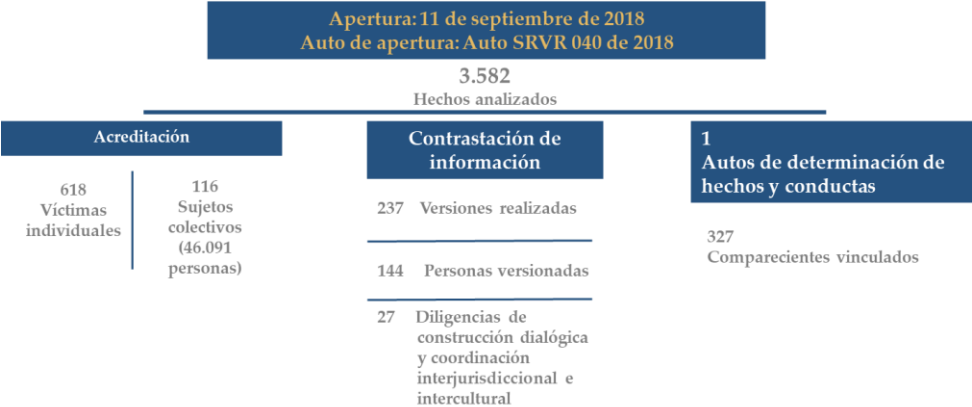 Apertura: 11 de septiembre de 2018
Auto de apertura: Auto SRVR 040 de 2018
3.582
Hechos analizados
Acreditación
618
Víctimas
individuales
116
Sujetos
colectivos
(46.091
personas)
Contrastación de
información
237 Versiones realizadas
144 Personas versionadas
27 Diligencias de
construcción dialógica
y coordinación
interjurisdiccional e
intercultural
1
Autos de determinación de
hechos y conductas
327
Comparecientes vinculados